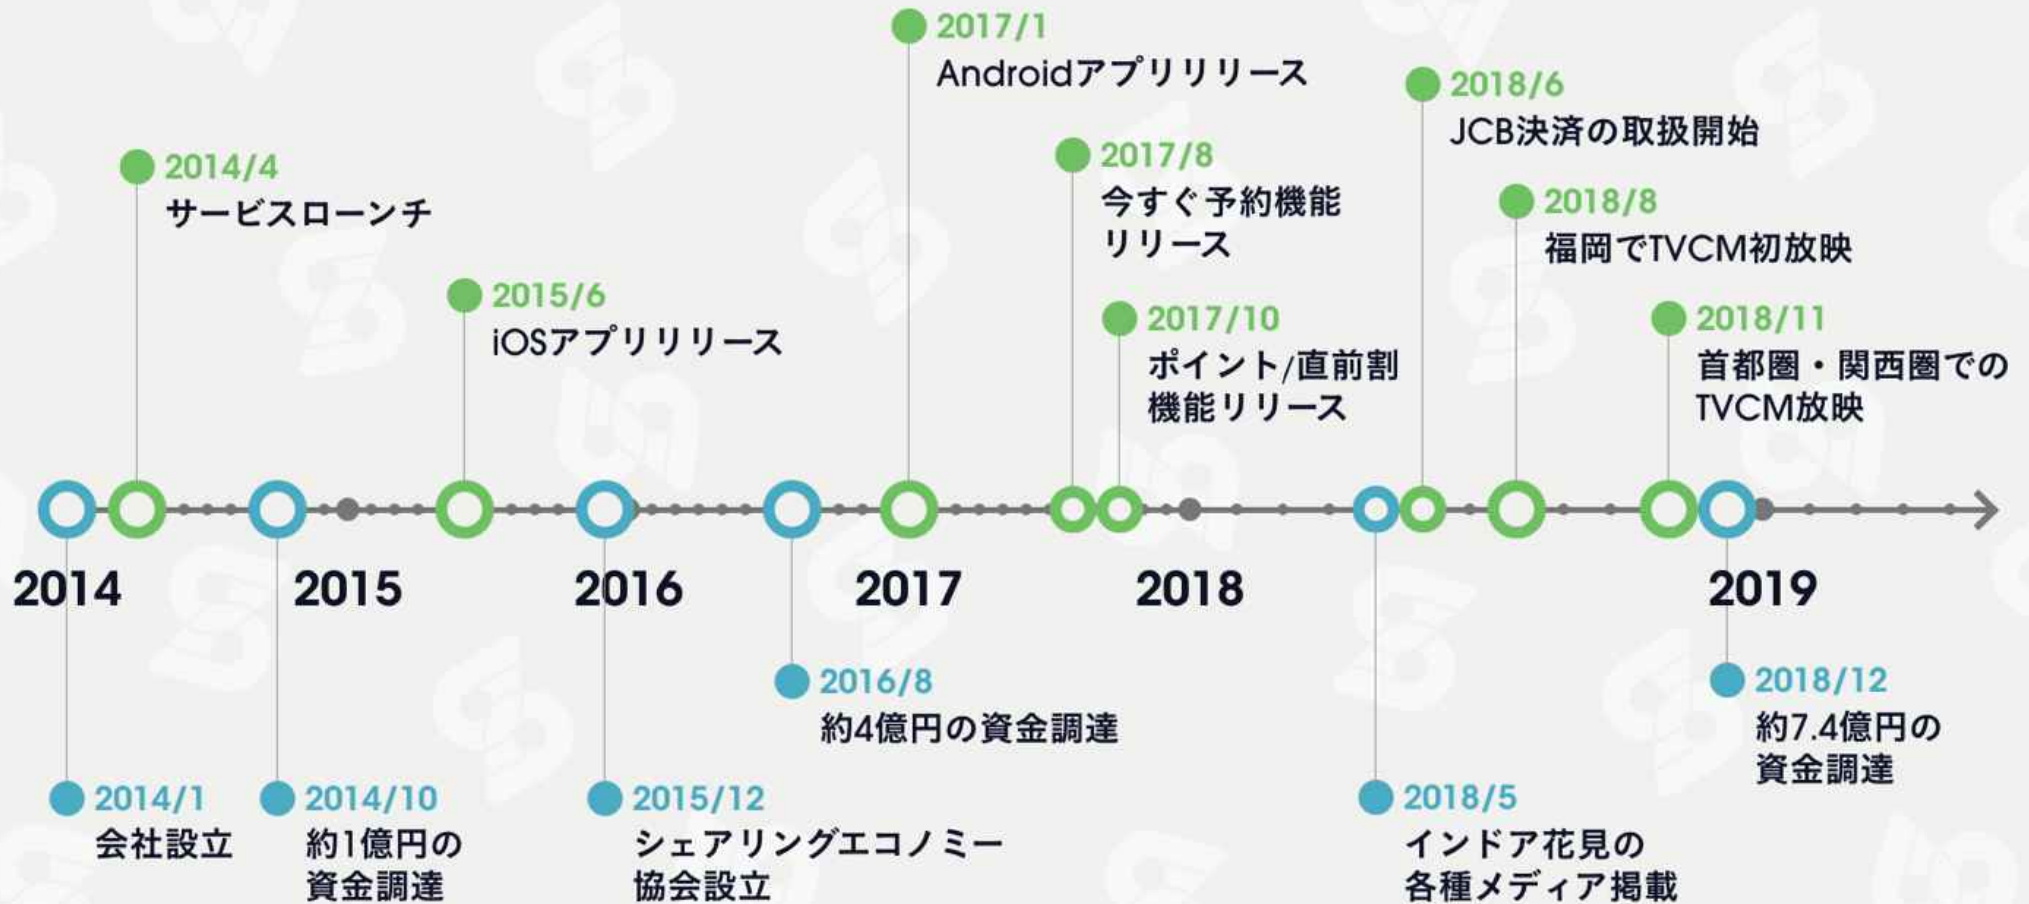 2017/1
Androidアプリリリース
2018/6
JCB決済の取扱開始
2014/4
サービスローンチ
2017/8
今すぐ予約機能
リリース
2018/8
福岡でTVCM初放映
2015/6
iOSアプリリリース
2017/10
ポイント/直前割
機能リリース
2018/11
首都圏・関西圏での
TVCM放映
2014
2015
2016
2017
2018
2019
2016/8
約4億円の資金調達
2018/12
約7.4億円の
資金調達
2014/1
会社設立
2014/10
約1億円の
資金調達
2015/12
シェアリングエコノミー
協会設立
2018/5
インドア花見の
各種メディア掲載